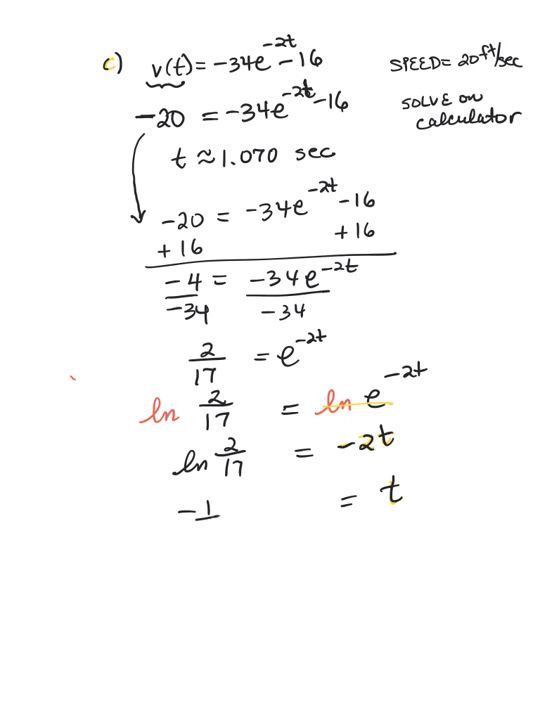 c) v(t) = -34e^-2t - 16 SPEED = 20 ft/sec
-20 = -34e^-2t - 16 SOLVE on calculator
t ≈ 1.070 sec
-20 = -34e^-2t - 16
+16 +16
-4/-34 = -34e^-2t/-34
2/17 = e^-2t
ln 2/17 = ln e^-2t
ln 2/17 = -2t
-1 = t